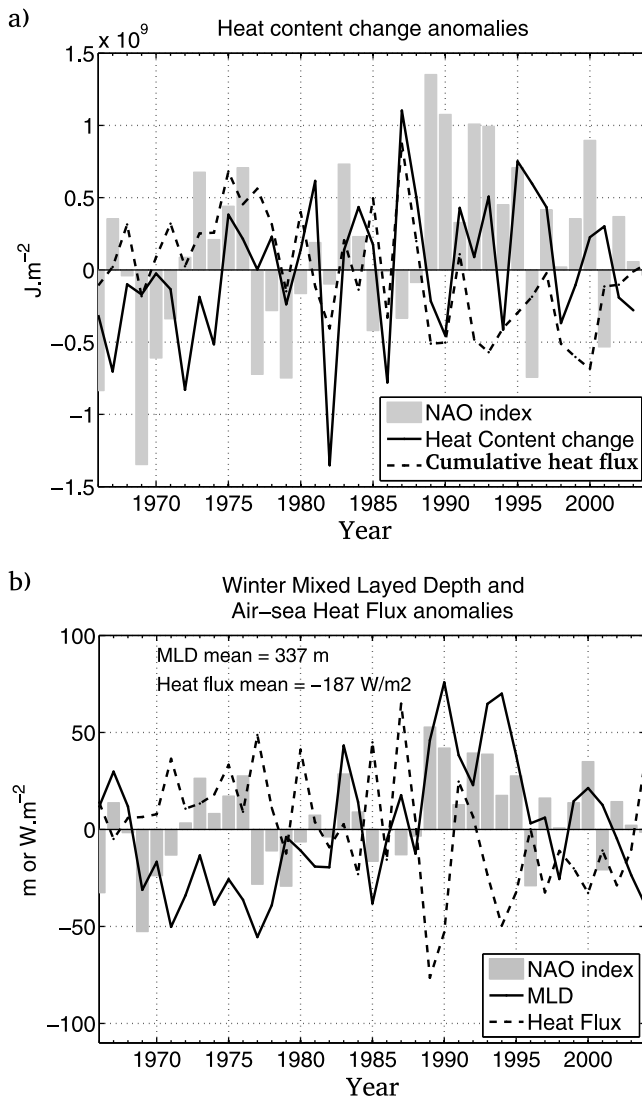 a)
Heat content change anomalies
× 10⁹
1.5
1
0.5
0
−0.5
−1
−1.5
J.m⁻²
NAO index
Heat Content change
Cumulative heat flux
1970 1975 1980 1985 1990 1995 2000
Year
b)
Winter Mixed Layed Depth and
Air−sea Heat Flux anomalies
MLD mean = 337 m
Heat flux mean = −187 W/m2
100
50
0
−50
−100
m or W.m⁻²
NAO index
MLD
Heat Flux
1970 1975 1980 1985 1990 1995 2000
Year